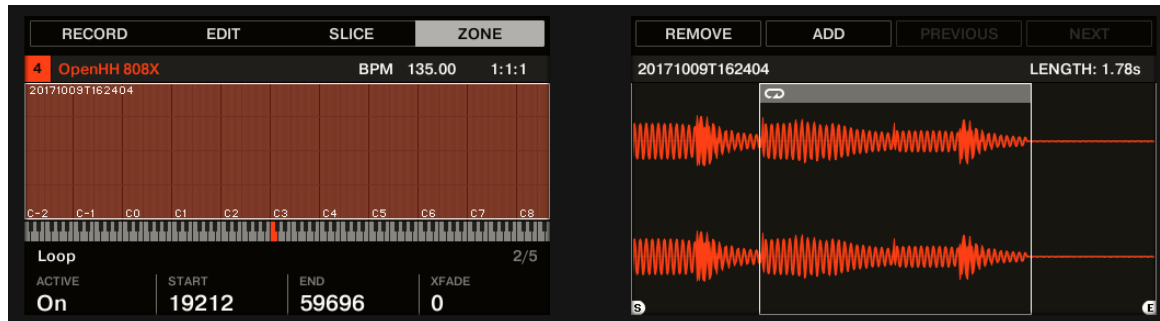 RECORD EDIT SLICE ZONE
4 OpenHH 808X BPM 135.00 1:1:1
20171009T162404
C-2 C-1 C0 C1 C2 C3 C4 C5 C6 C7 C8
Loop 2/5
ACTIVE START END XFADE
On 19212 59696 0
REMOVE ADD PREVIOUS NEXT
20171009T162404 LENGTH: 1.78s
S E